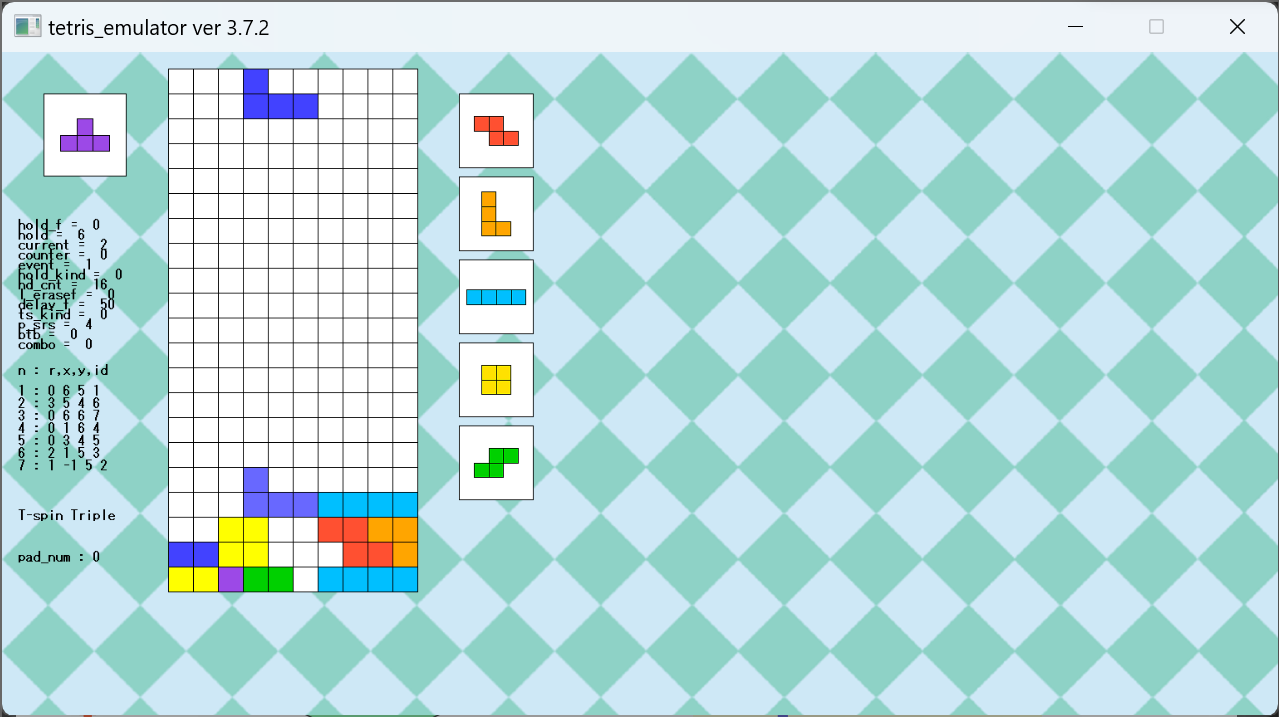 tetris_emulator ver 3.7.2
hold_f = 0
hold = 6
current = 2
counter = 0
event = 1
hold_kind = 0
hd_cnt = 16
l_erasef = 0
delay_f = 50
ts_kind = 0
p_srs = 4
btb = 0
combo = 0
n : r,x,y,id
1 : 0 6 5 1
2 : 3 5 4 6
3 : 0 6 6 7
4 : 0 1 6 4
5 : 0 3 4 5
6 : 2 1 5 3
7 : 1 -1 5 2
T-spin Triple
pad_num : 0